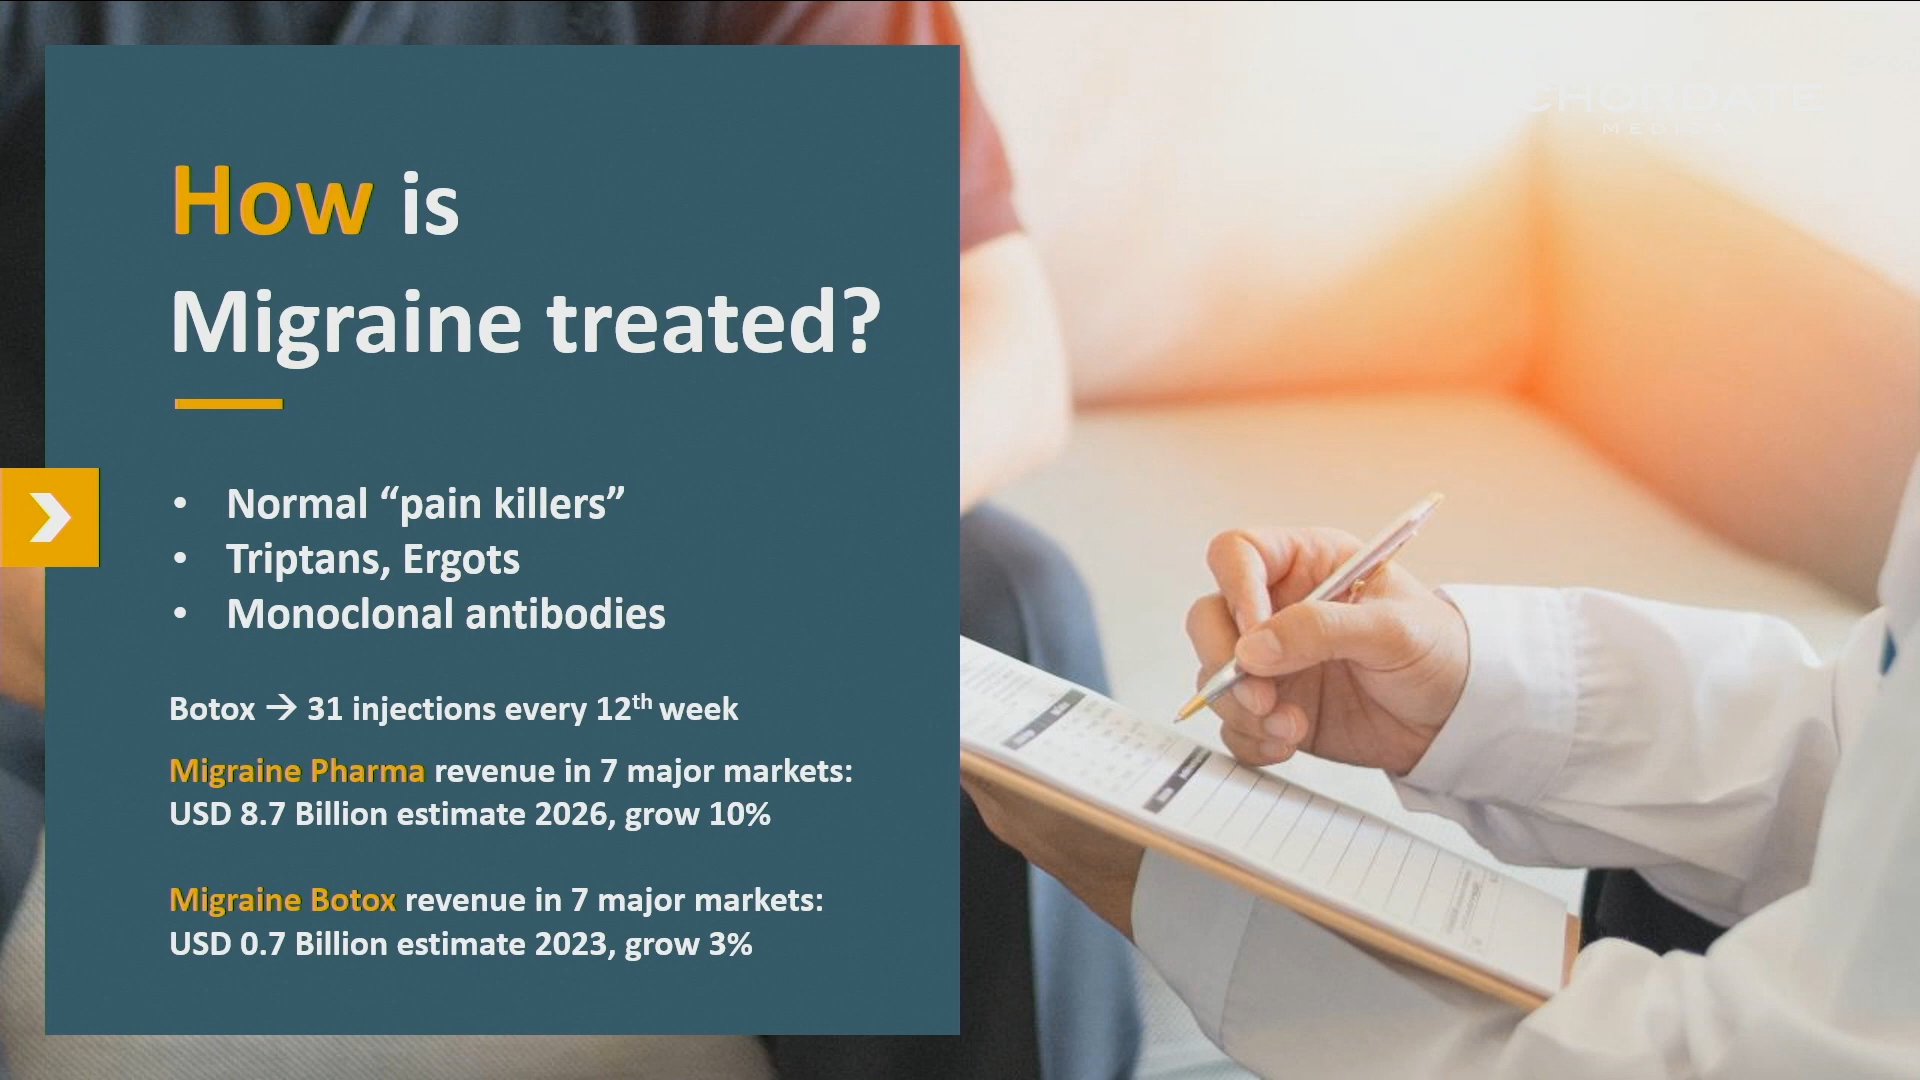 CHORDATE
MEDICAL
How is
Migraine treated?
• Normal “pain killers”
• Triptans, Ergots
• Monoclonal antibodies
Botox → 31 injections every 12th week
Migraine Pharma revenue in 7 major markets:
USD 8.7 Billion estimate 2026, grow 10%
Migraine Botox revenue in 7 major markets:
USD 0.7 Billion estimate 2023, grow 3%